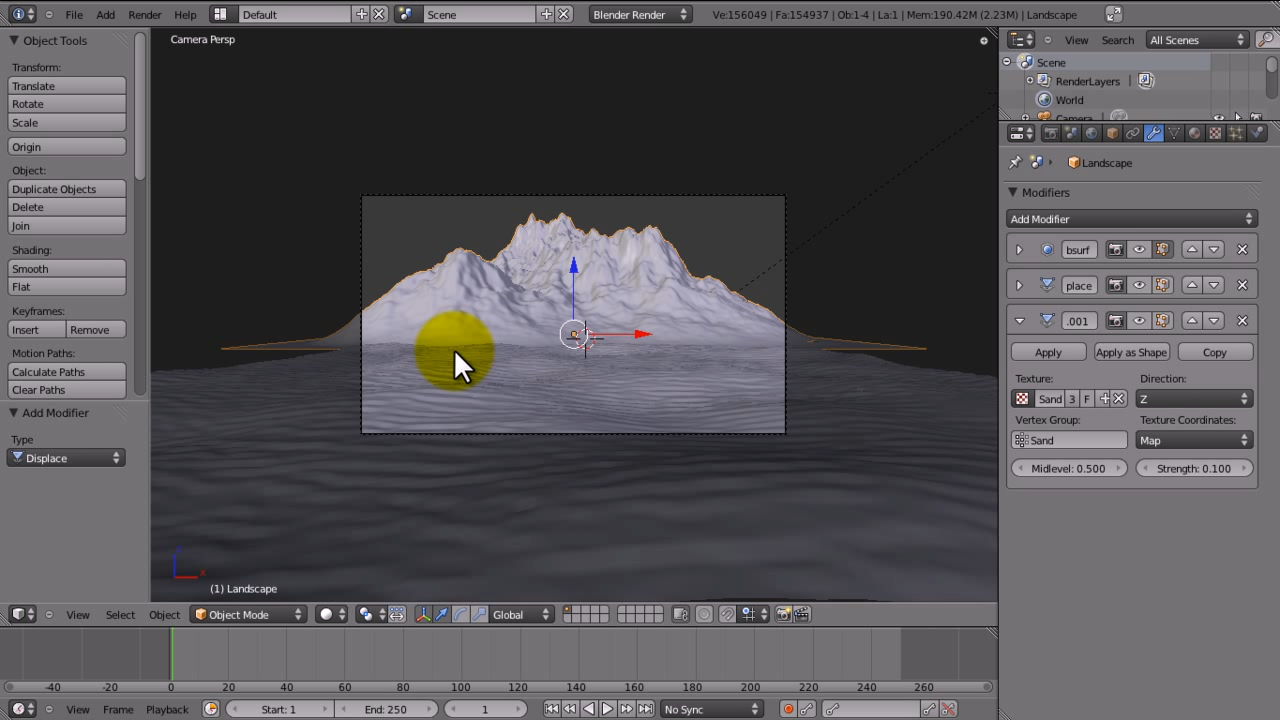 File Add Render Help Default Scene Blender Render Ve:156049 | Fa:154937 | Ob:1-4 | La:1 | Mem:190.42M (2.23M) | Landscape
Object Tools
Transform:
Translate
Rotate
Scale
Origin
Object:
Duplicate Objects
Delete
Join
Shading:
Smooth
Flat
Keyframes:
Insert Remove
Motion Paths:
Calculate Paths
Clear Paths
Add Modifier
Type
Displace
Camera Persp
(1) Landscape
View Select Object Object Mode Global
-40 -20 0 20 40 60 80 100 120 140 160 180 200 220 240 260
View Frame Playback Start: 1 End: 250 1 No Sync
View Search All Scenes
Scene
RenderLayers
World
Camera
Landscape
Modifiers
Add Modifier
bsurf
place
.001
Apply Apply as Shape Copy
Texture: Direction:
Sand 3 F Z
Vertex Group: Texture Coordinates:
Sand Map
Midlevel: 0.500 Strength: 0.100